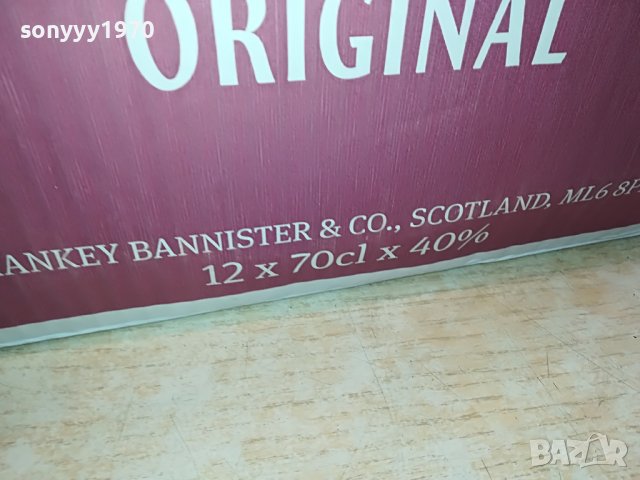 sonyyy1970
ORIGINAL
ANKEY BANNISTER & CO., SCOTLAND, ML6 8P
12 x 70cl x 40%
BAZAR